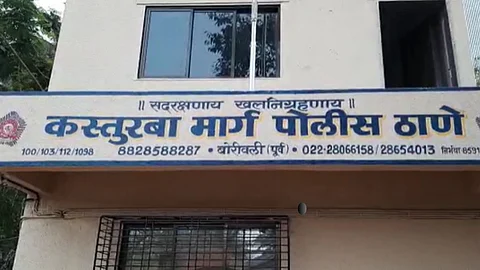 ॥ सद्‌रक्षणाय खलनिग्रहणाय ॥
कस्तुरबा मार्ग पोलीस ठाणे
100/103/112/1098 8828588287 • बोरीवली (पूर्व) • 022-28066158/28654013